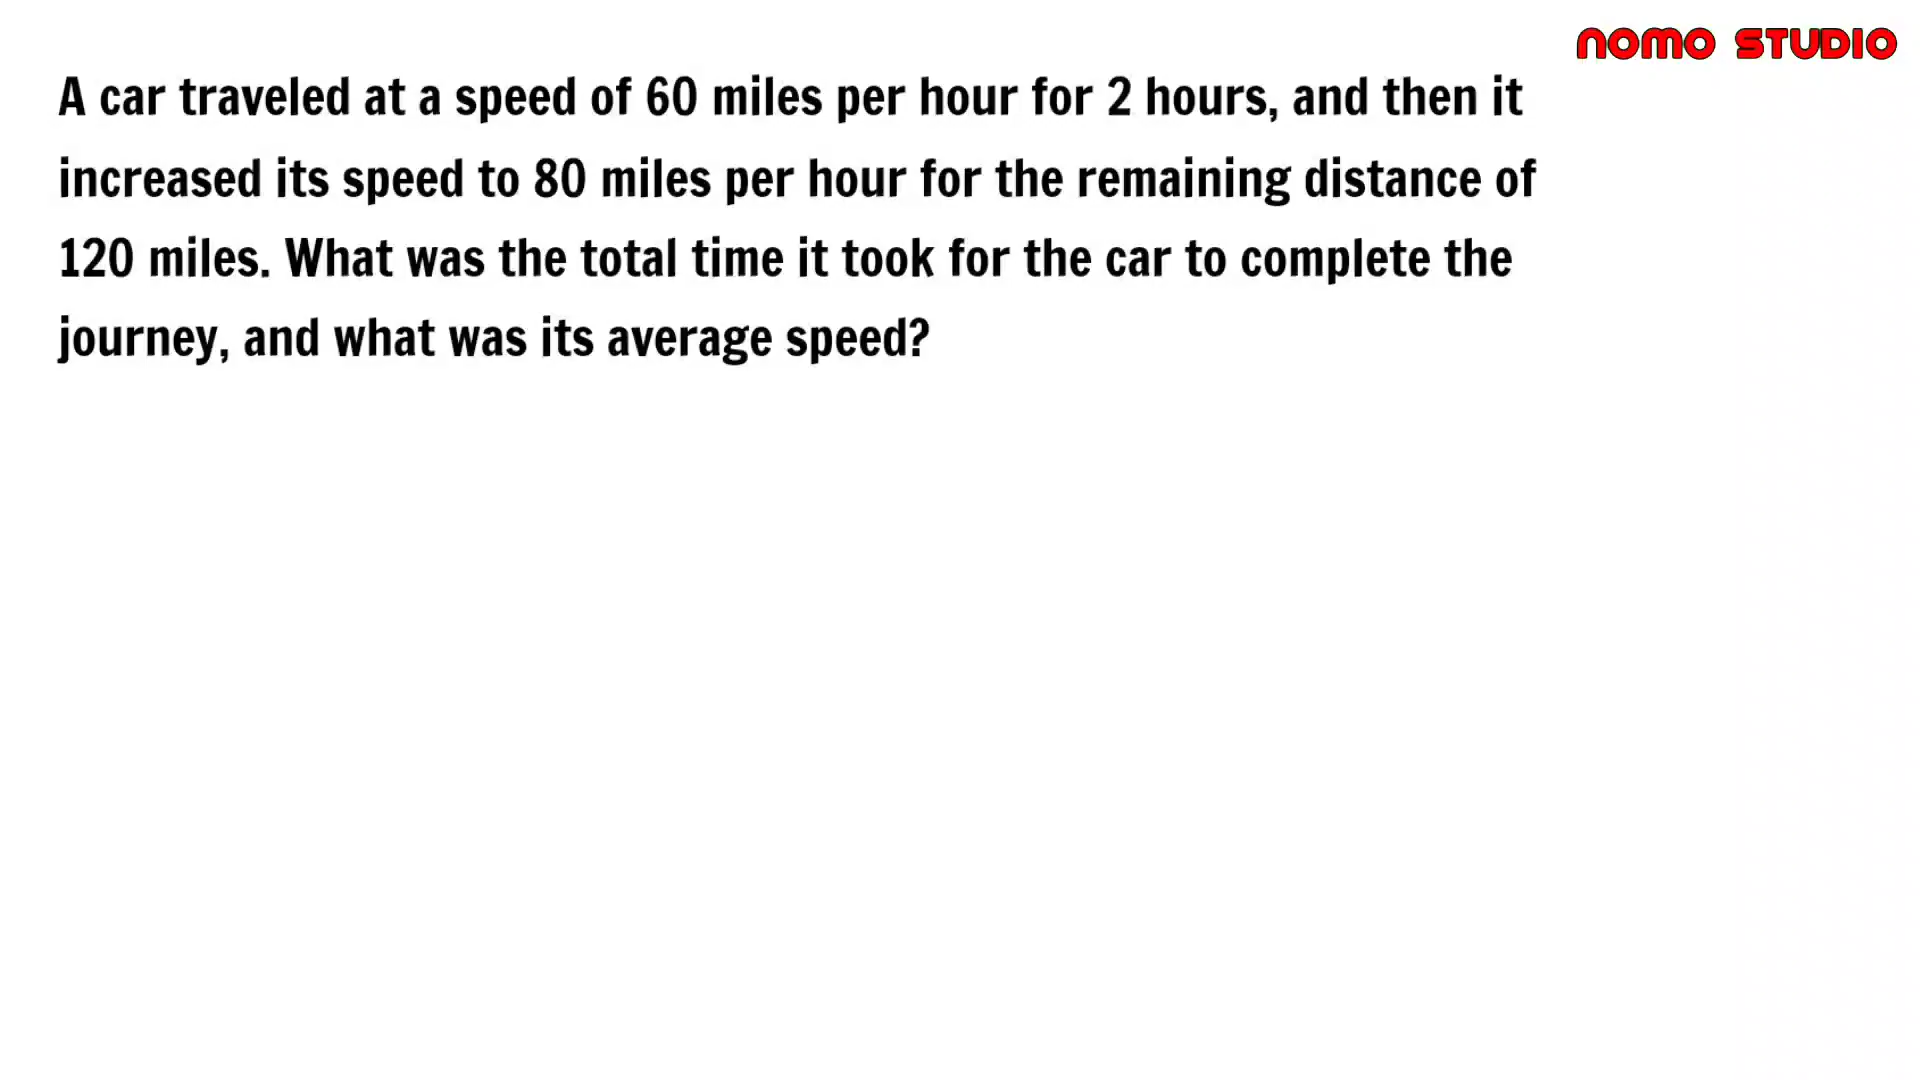 NOMO STUDIO
A car traveled at a speed of 60 miles per hour for 2 hours, and then it
increased its speed to 80 miles per hour for the remaining distance of
120 miles. What was the total time it took for the car to complete the
journey, and what was its average speed?